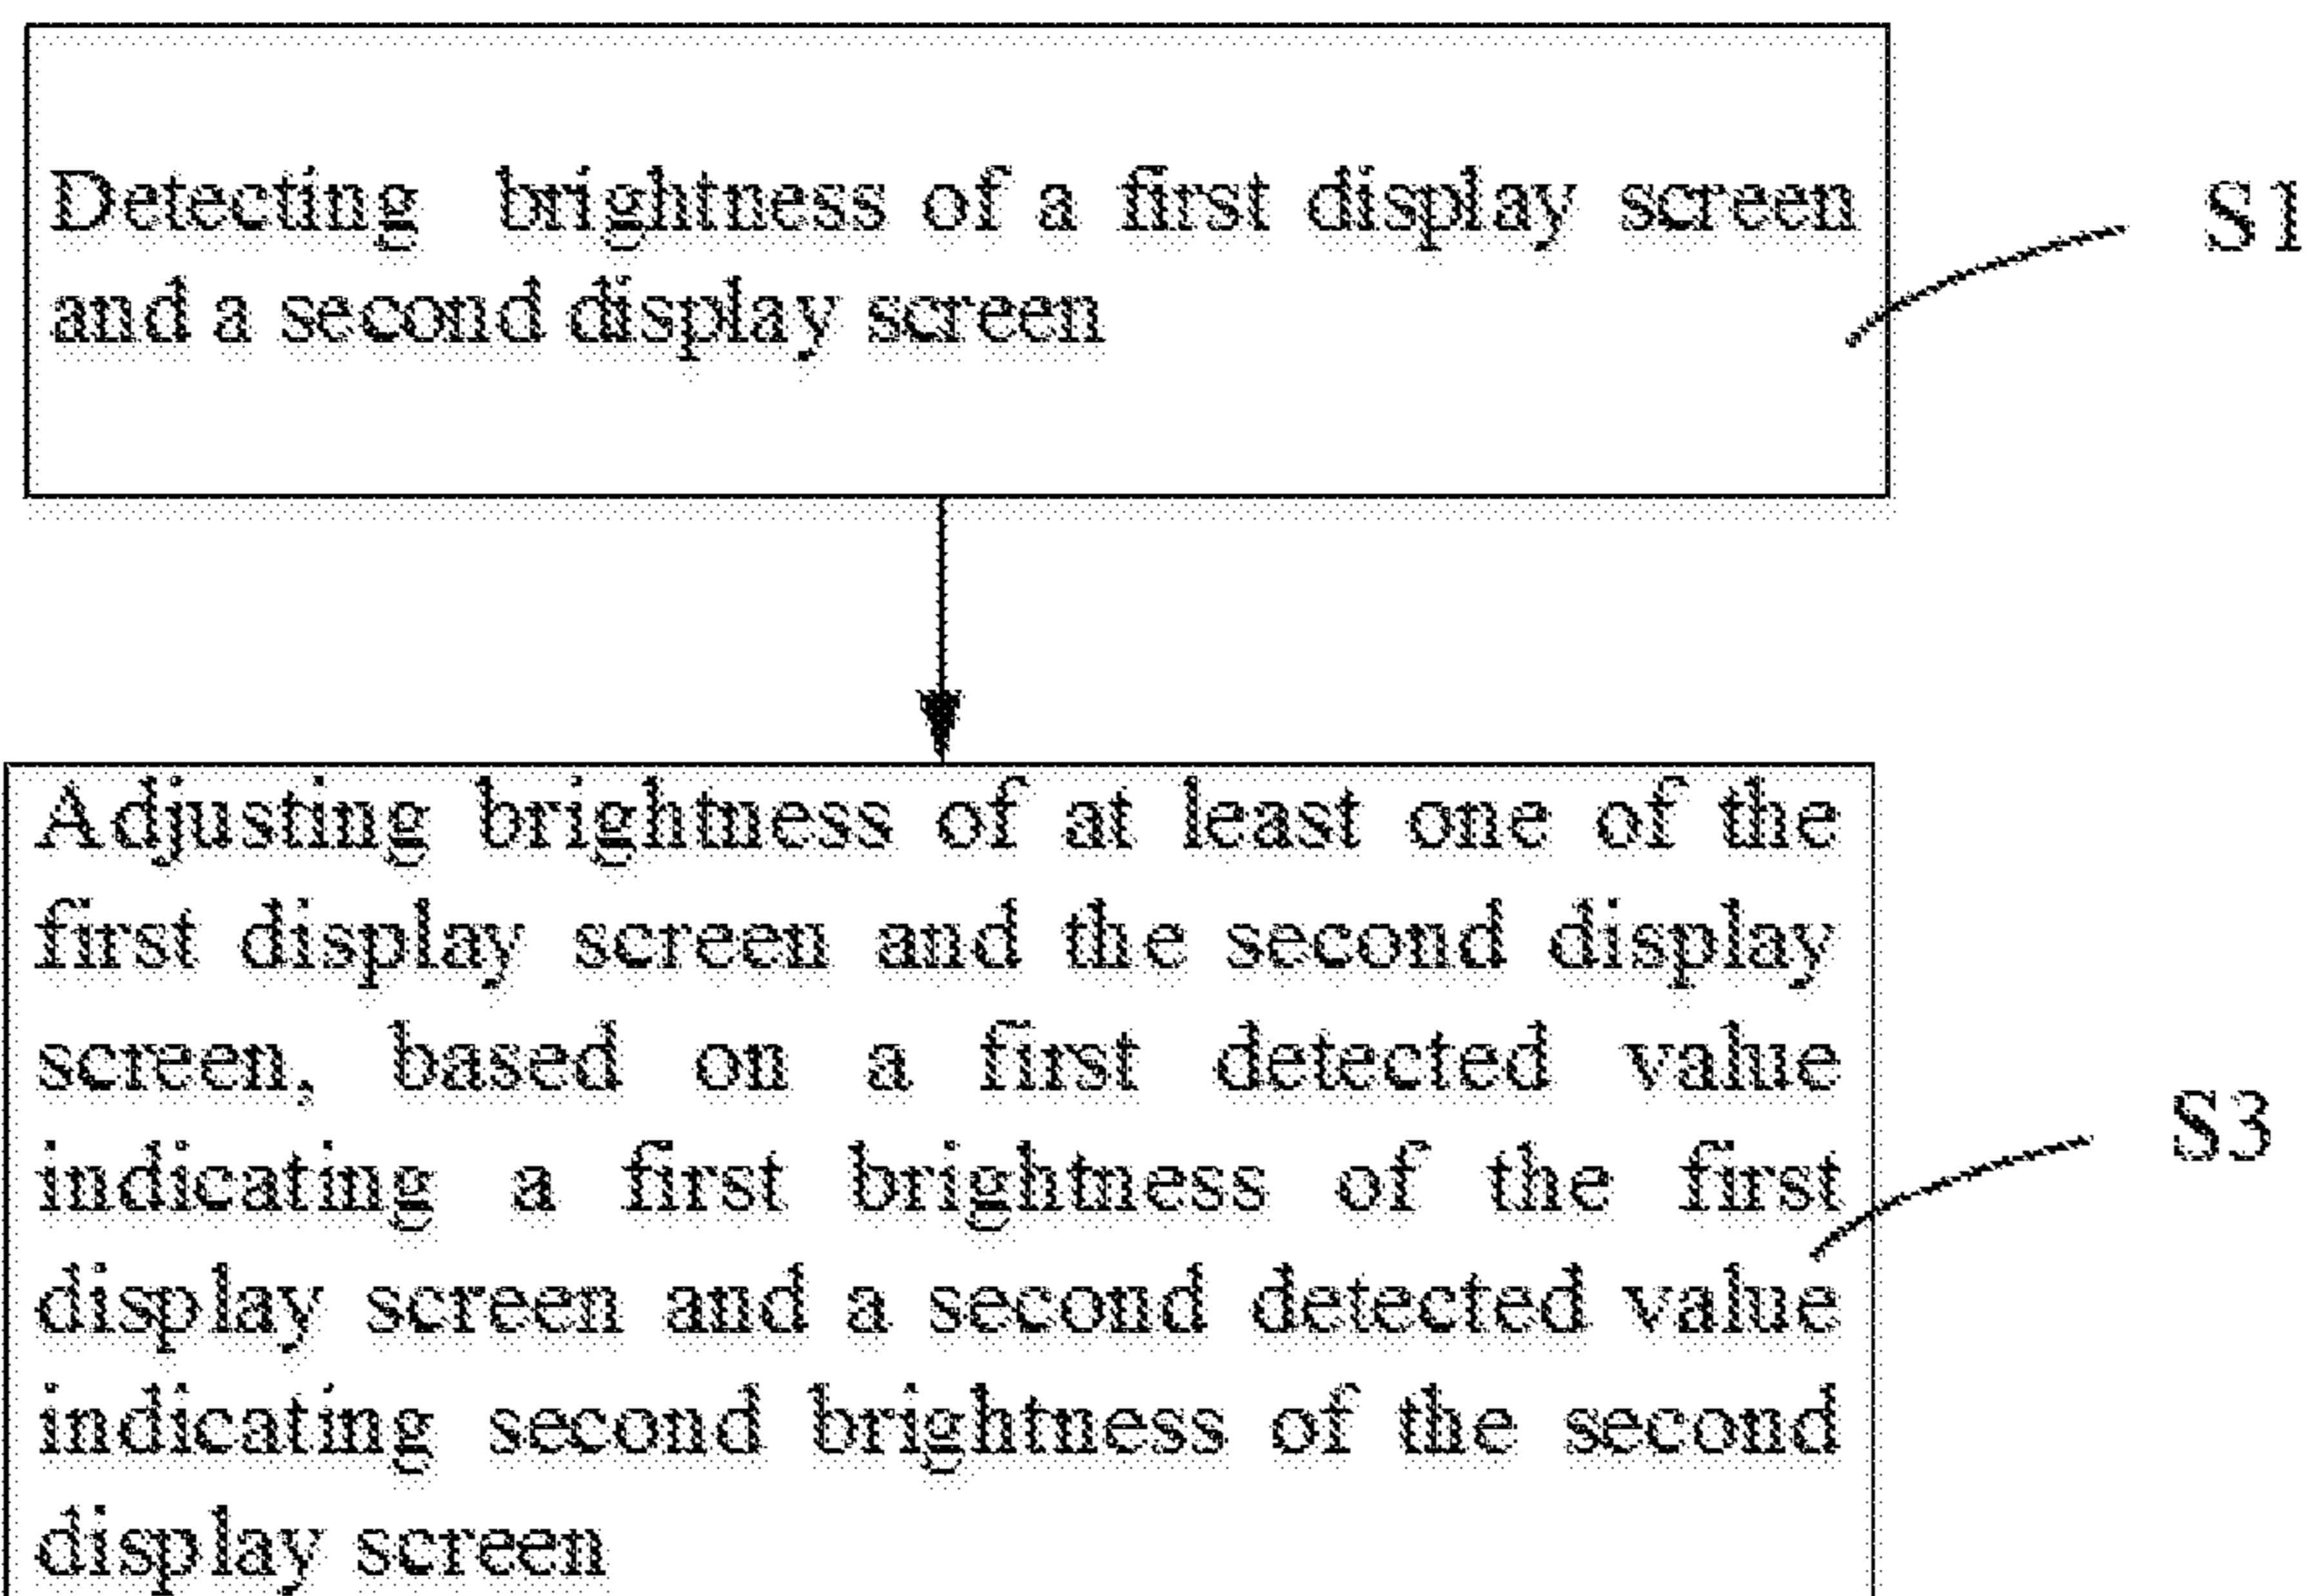 Detecting brightness of a first display screen
and a second display screen
S1
Adjusting brightness of at least one of the
first display screen and the second display
screen, based on a first detected value
indicating a first brightness of the first
display screen and a second detected value
indicating second brightness of the second
display screen
S3